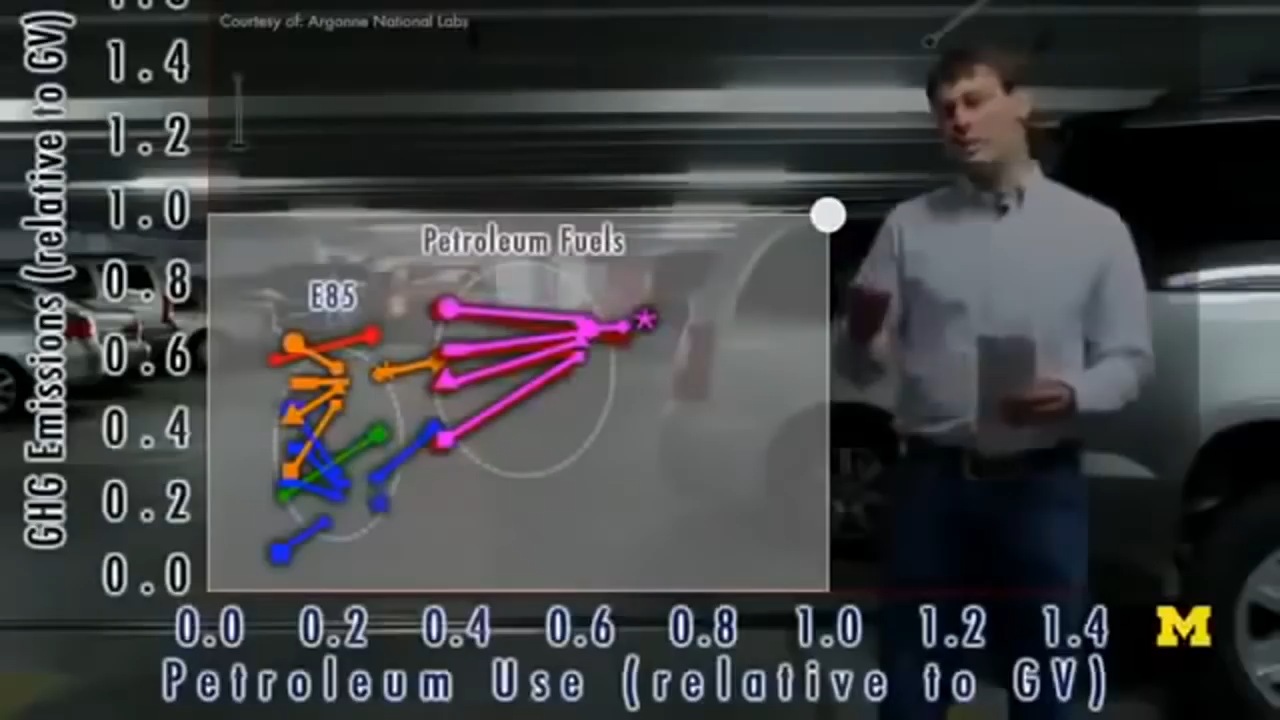 Courtesy of: Argonne National Labs
GHG Emissions (relative to GV)
1.4
1.2
1.0
0.8
0.6
0.4
0.2
0.0
Petroleum Fuels
E85
0.0 0.2 0.4 0.6 0.8 1.0 1.2 1.4
Petroleum Use (relative to GV)
M